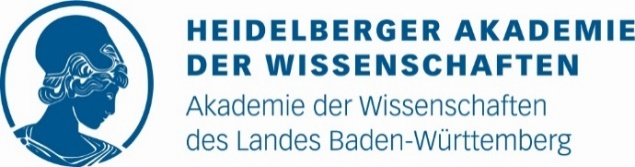 HEIDELBERGER AKADEMIE
DER WISSENSCHAFTEN
Akademie der Wissenschaften
des Landes Baden-Württemberg